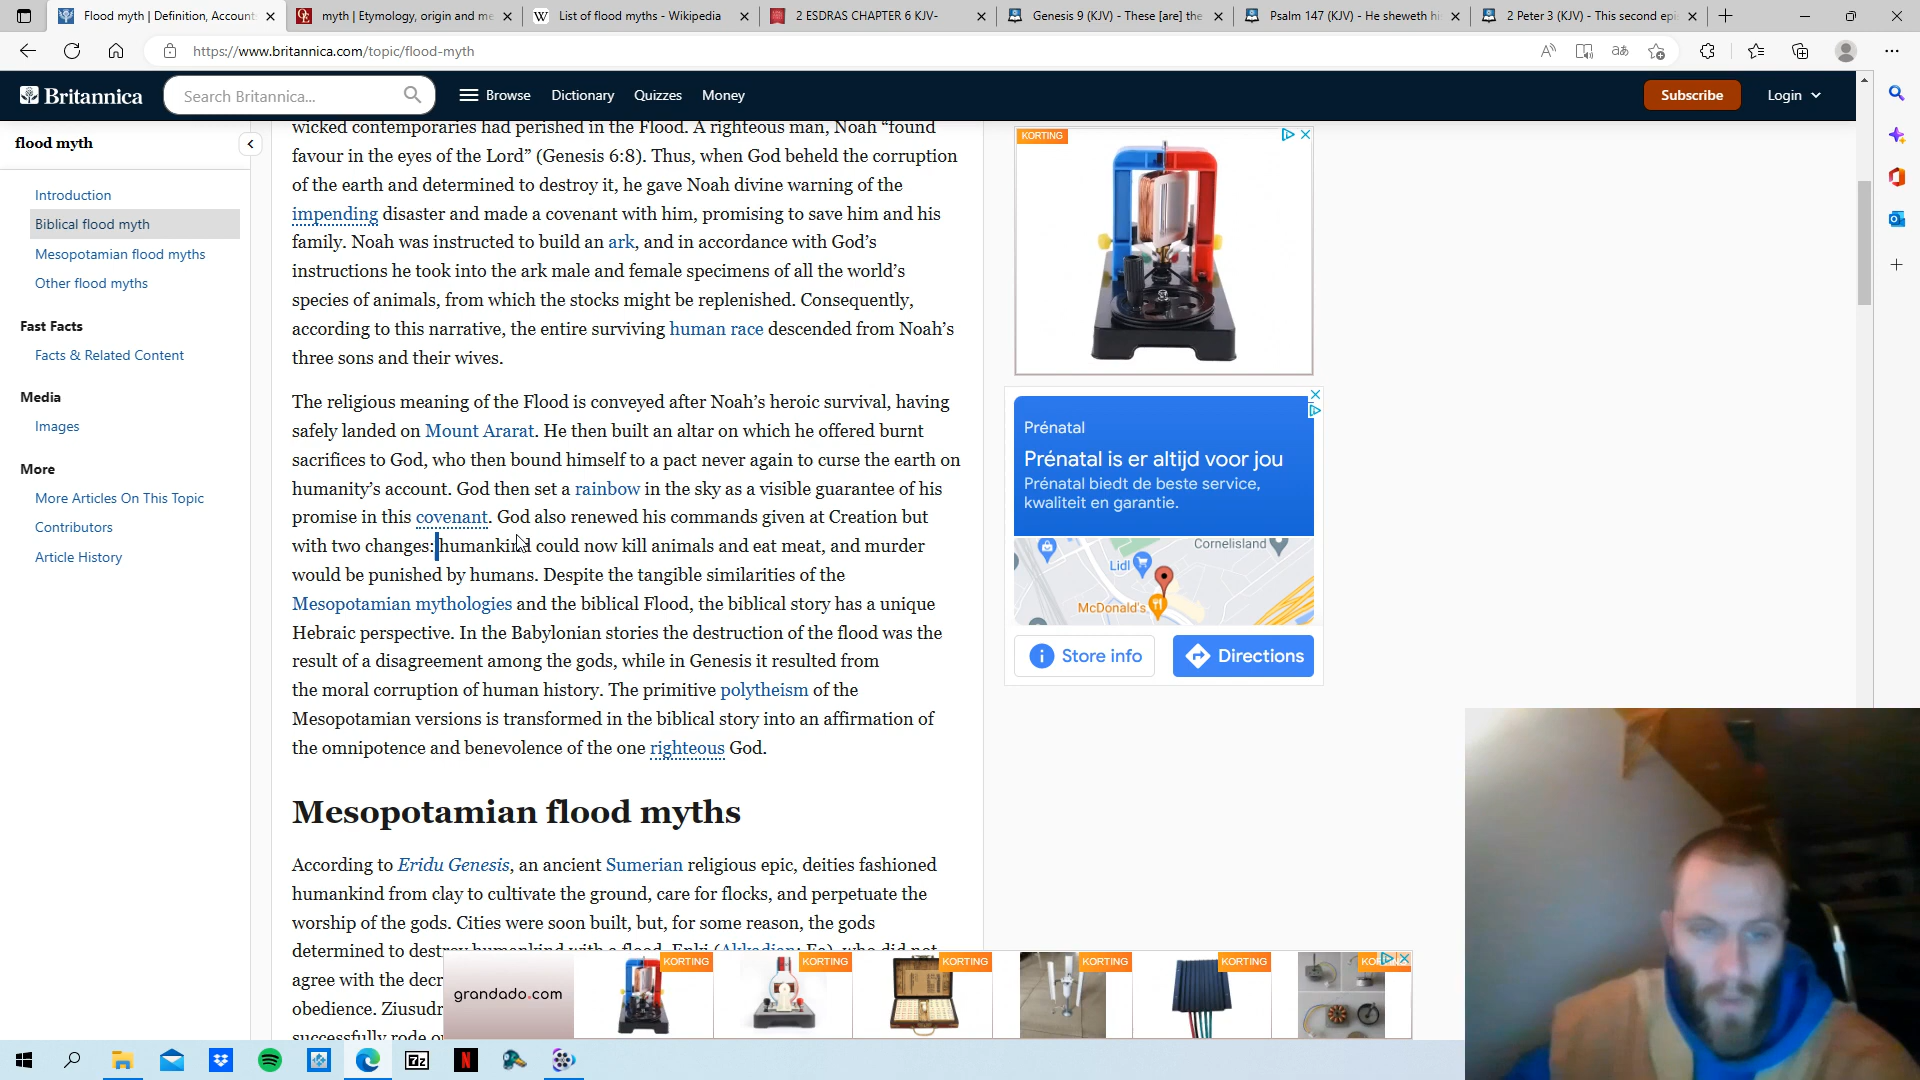 Flood myth | Definition, Account
myth | Etymology, origin and me
List of flood myths - Wikipedia
2 ESDRAS CHAPTER 6 KJV-
Genesis 9 (KJV) - These [are] the
Psalm 147 (KJV) - He sheweth hi
2 Peter 3 (KJV) - This second epi
https://www.britannica.com/topic/flood-myth
Britannica
Search Britannica...
Browse
Dictionary
Quizzes
Money
Subscribe
Login
flood myth
Introduction
Biblical flood myth
Mesopotamian flood myths
Other flood myths
Fast Facts
Facts & Related Content
Media
Images
More
More Articles On This Topic
Contributors
Article History
wicked contemporaries had perished in the Flood. A righteous man, Noah “found
favour in the eyes of the Lord” (Genesis 6:8). Thus, when God beheld the corruption
of the earth and determined to destroy it, he gave Noah divine warning of the
impending disaster and made a covenant with him, promising to save him and his
family. Noah was instructed to build an ark, and in accordance with God’s
instructions he took into the ark male and female specimens of all the world’s
species of animals, from which the stocks might be replenished. Consequently,
according to this narrative, the entire surviving human race descended from Noah’s
three sons and their wives.
The religious meaning of the Flood is conveyed after Noah’s heroic survival, having
safely landed on Mount Ararat. He then built an altar on which he offered burnt
sacrifices to God, who then bound himself to a pact never again to curse the earth on
humanity’s account. God then set a rainbow in the sky as a visible guarantee of his
promise in this covenant. God also renewed his commands given at Creation but
with two changes: humankind could now kill animals and eat meat, and murder
would be punished by humans. Despite the tangible similarities of the
Mesopotamian mythologies and the biblical Flood, the biblical story has a unique
Hebraic perspective. In the Babylonian stories the destruction of the flood was the
result of a disagreement among the gods, while in Genesis it resulted from
the moral corruption of human history. The primitive polytheism of the
Mesopotamian versions is transformed in the biblical story into an affirmation of
the omnipotence and benevolence of the one righteous God.
Mesopotamian flood myths
According to Eridu Genesis, an ancient Sumerian religious epic, deities fashioned
humankind from clay to cultivate the ground, care for flocks, and perpetuate the
worship of the gods. Cities were soon built, but, for some reason, the gods
determined to destroy humankind with a flood. Enki (Akkadian: Ea), who did not
agree with the decr
obedience. Ziusudr
successfully rode o
KORTING
Prénatal
Prénatal is er altijd voor jou
Prénatal biedt de beste service,
kwaliteit en garantie.
Cornelisland
Lidl
McDonald's
Store info
Directions
grandado.com
KORTING
KORTING
KORTING
KORTING
KORTING
7z
N